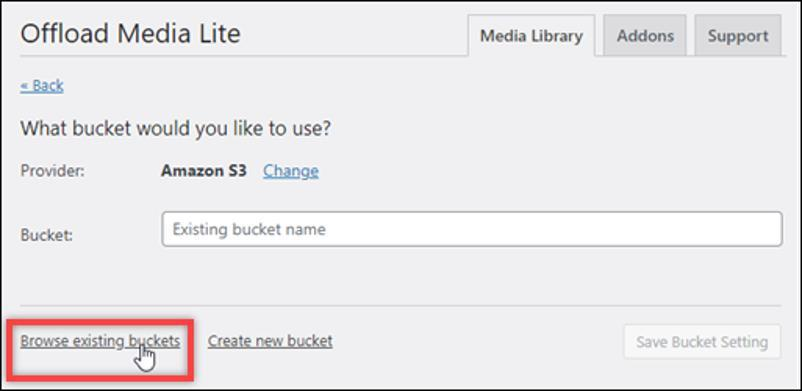 Offload Media Lite
Media Library
Addons
Support
« Back
What bucket would you like to use?
Provider: Amazon S3 Change
Bucket: Existing bucket name
Browse existing buckets Create new bucket Save Bucket Setting